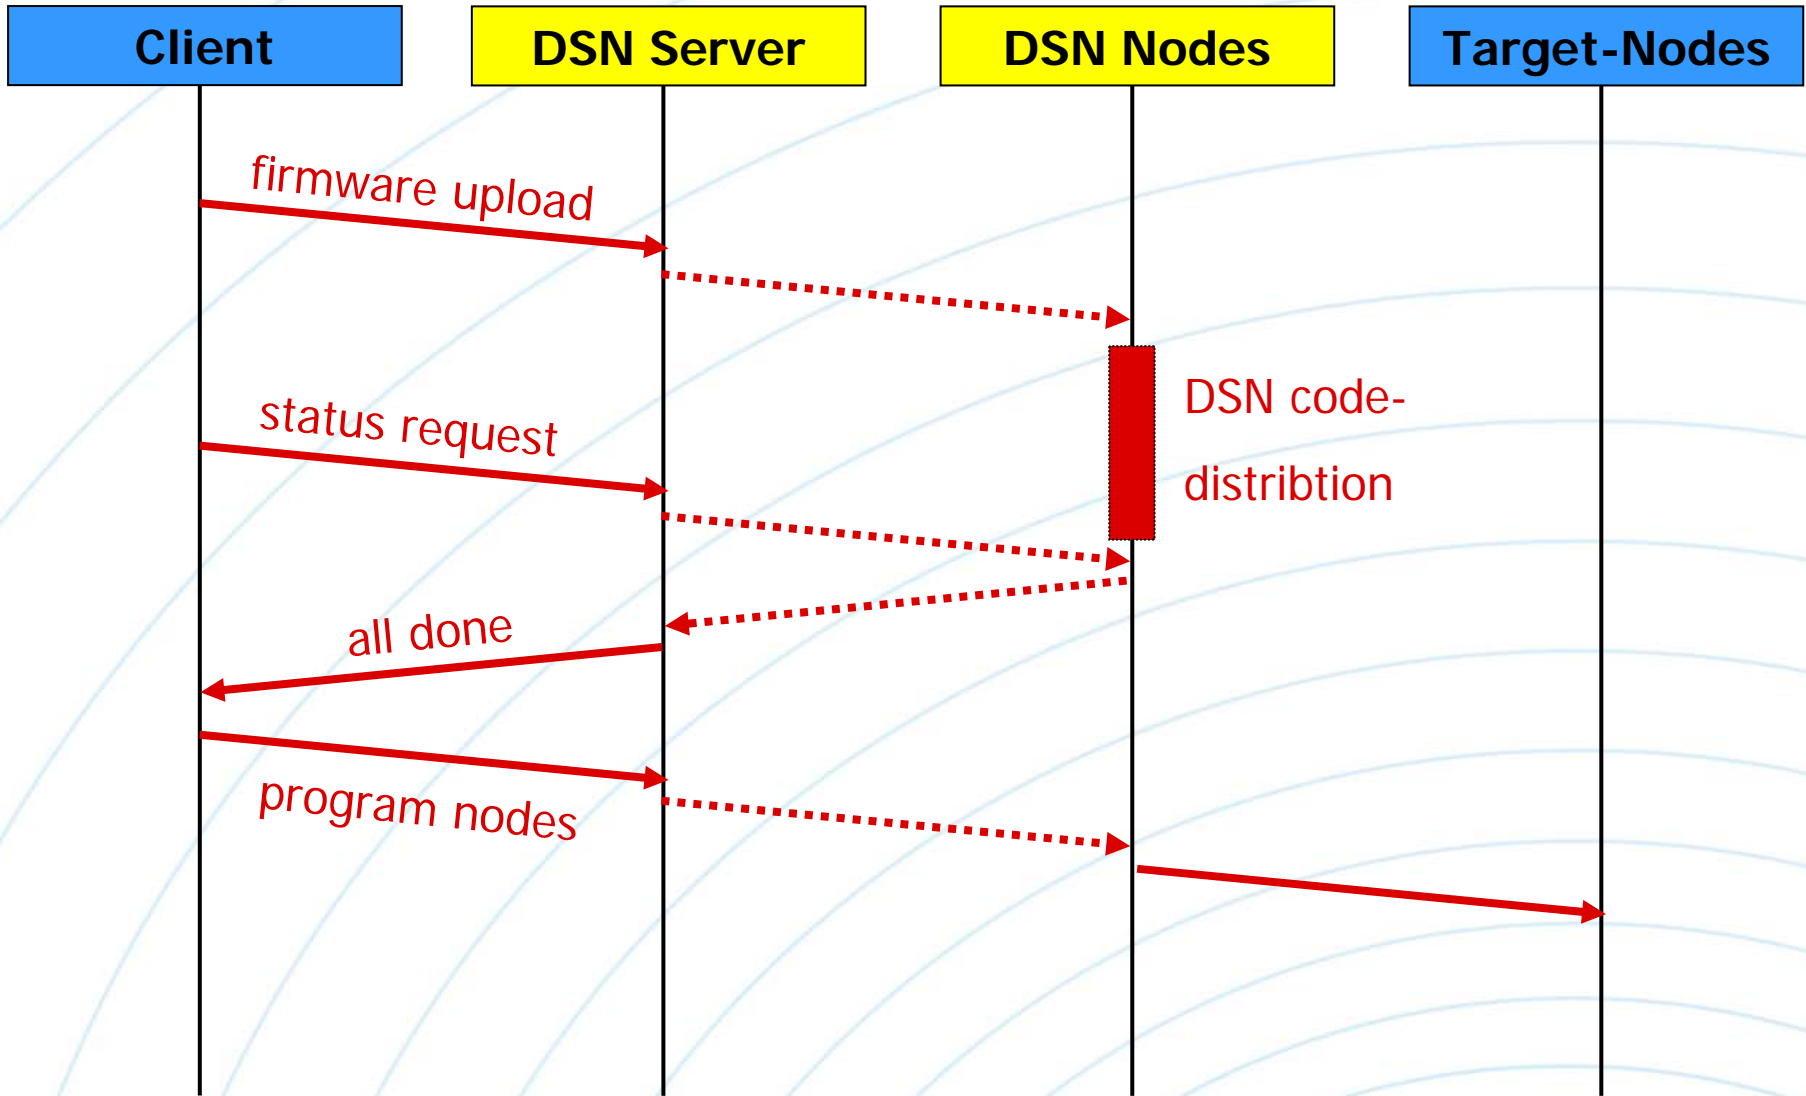 Client
DSN Server
DSN Nodes
Target-Nodes
firmware upload
DSN code-
distribtion
status request
all done
program nodes